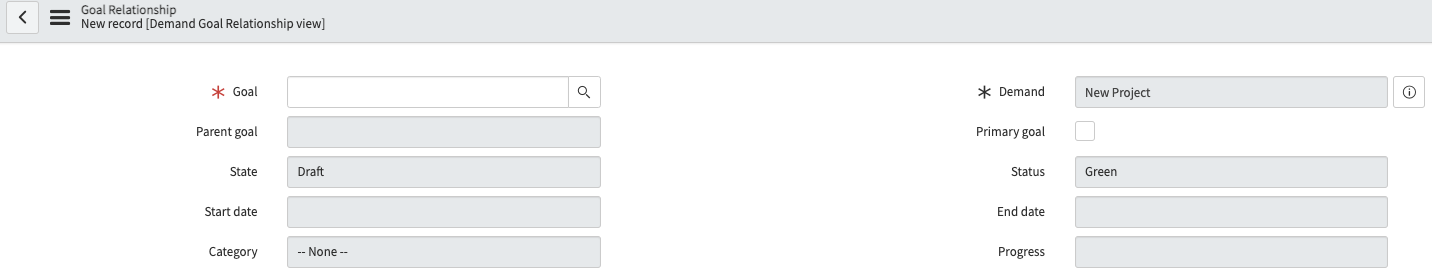 Goal Relationship
New record [Demand Goal Relationship view]
Goal
Demand New Project
Parent goal
Primary goal
State Draft
Status Green
Start date
End date
Category -- None --
Progress